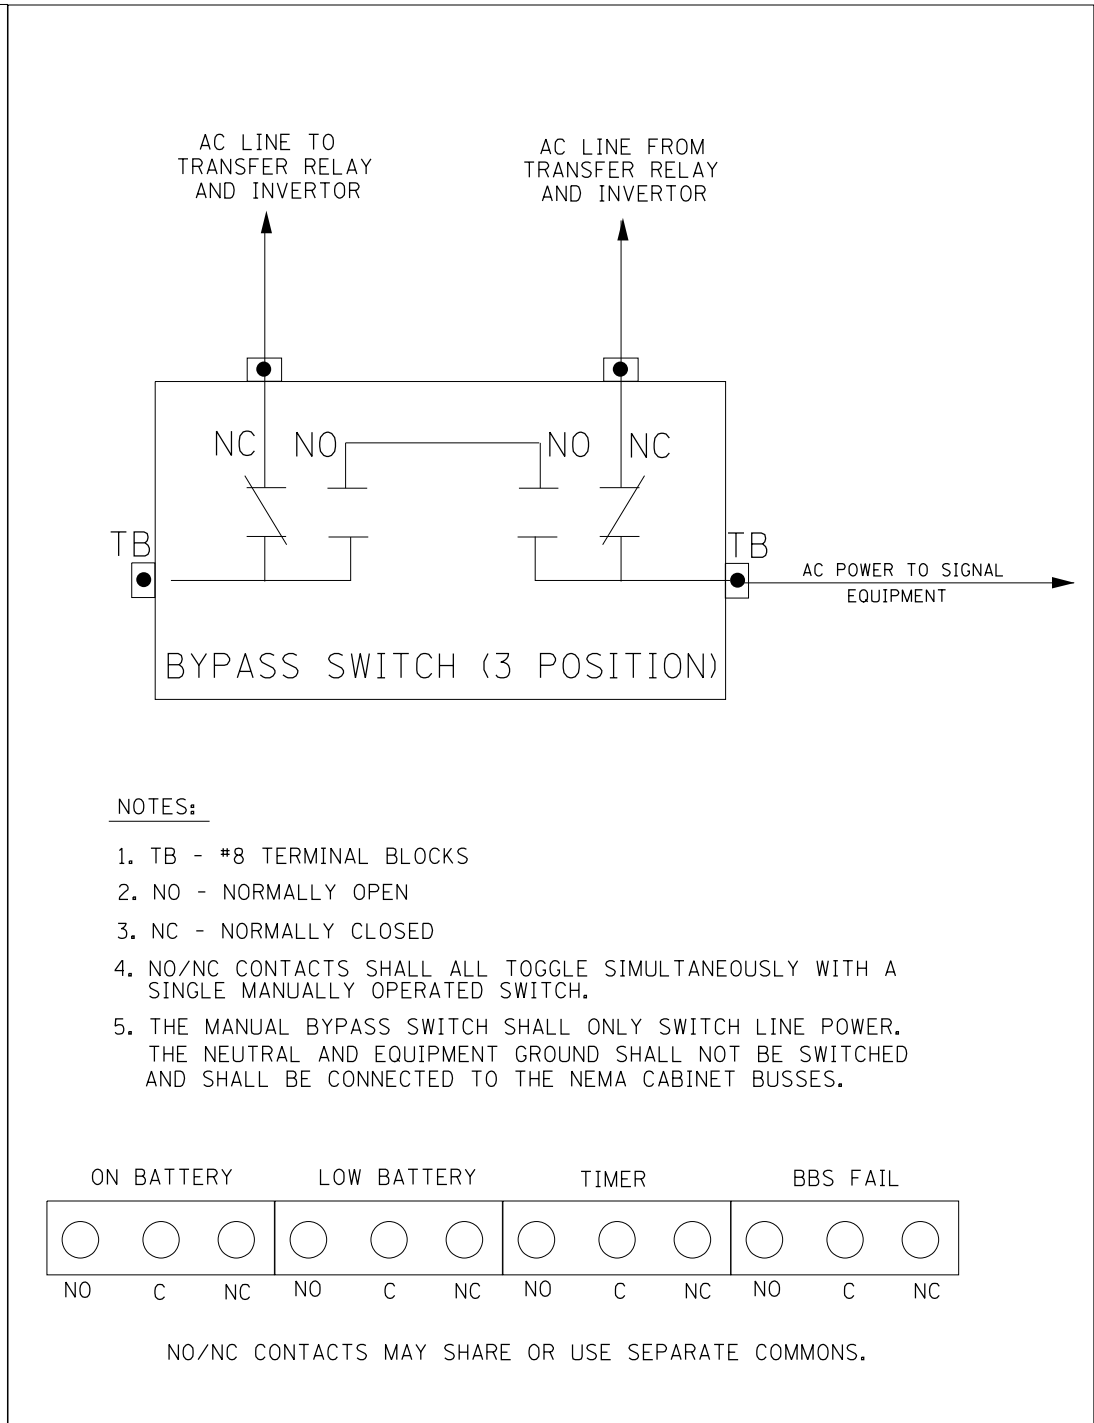 AC LINE TO
TRANSFER RELAY
AND INVERTOR
AC LINE FROM
TRANSFER RELAY
AND INVERTOR
NC NO NO NC
TB
TB
AC POWER TO SIGNAL
EQUIPMENT
BYPASS SWITCH (3 POSITION)
NOTES:
1. TB - #8 TERMINAL BLOCKS
2. NO - NORMALLY OPEN
3. NC - NORMALLY CLOSED
4. NO/NC CONTACTS SHALL ALL TOGGLE SIMULTANEOUSLY WITH A
SINGLE MANUALLY OPERATED SWITCH.
5. THE MANUAL BYPASS SWITCH SHALL ONLY SWITCH LINE POWER.
THE NEUTRAL AND EQUIPMENT GROUND SHALL NOT BE SWITCHED
AND SHALL BE CONNECTED TO THE NEMA CABINET BUSSES.
ON BATTERY LOW BATTERY TIMER BBS FAIL
NO C NC NO C NC NO C NC NO C NC
NO/NC CONTACTS MAY SHARE OR USE SEPARATE COMMONS.